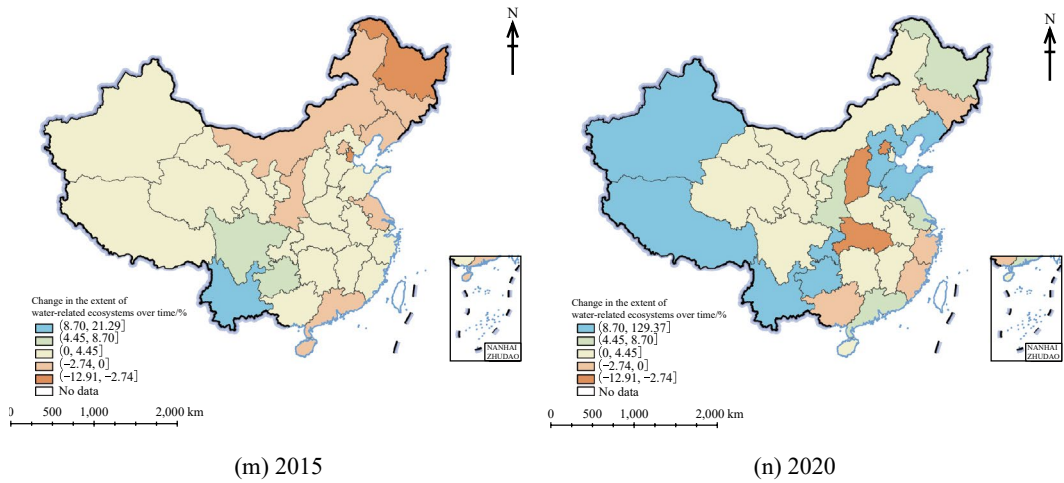 N
Change in the extent of
water-related ecosystems over time/%
(8.70, 21.29]
(4.45, 8.70]
(0, 4.45]
(−2.74, 0]
(−12.91, −2.74]
No data
0 500 1,000 2,000 km
NANHAI
ZHUDAO
(m) 2015
N
Change in the extent of
water-related ecosystems over time/%
(8.70, 129.37]
(4.45, 8.70]
(0, 4.45]
(−2.74, 0]
(−12.91, −2.74]
No data
0 500 1,000 2,000 km
NANHAI
ZHUDAO
(n) 2020